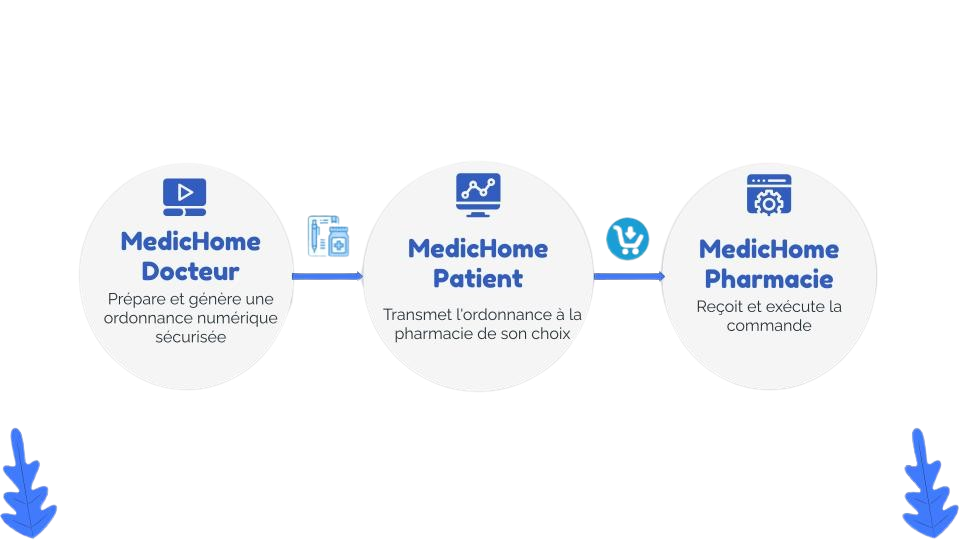 MedicHome
Docteur
Prépare et génère une
ordonnance numérique
sécurisée
MedicHome
Patient
Transmet l'ordonnance à la
pharmacie de son choix
MedicHome
Pharmacie
Reçoit et exécute la
commande